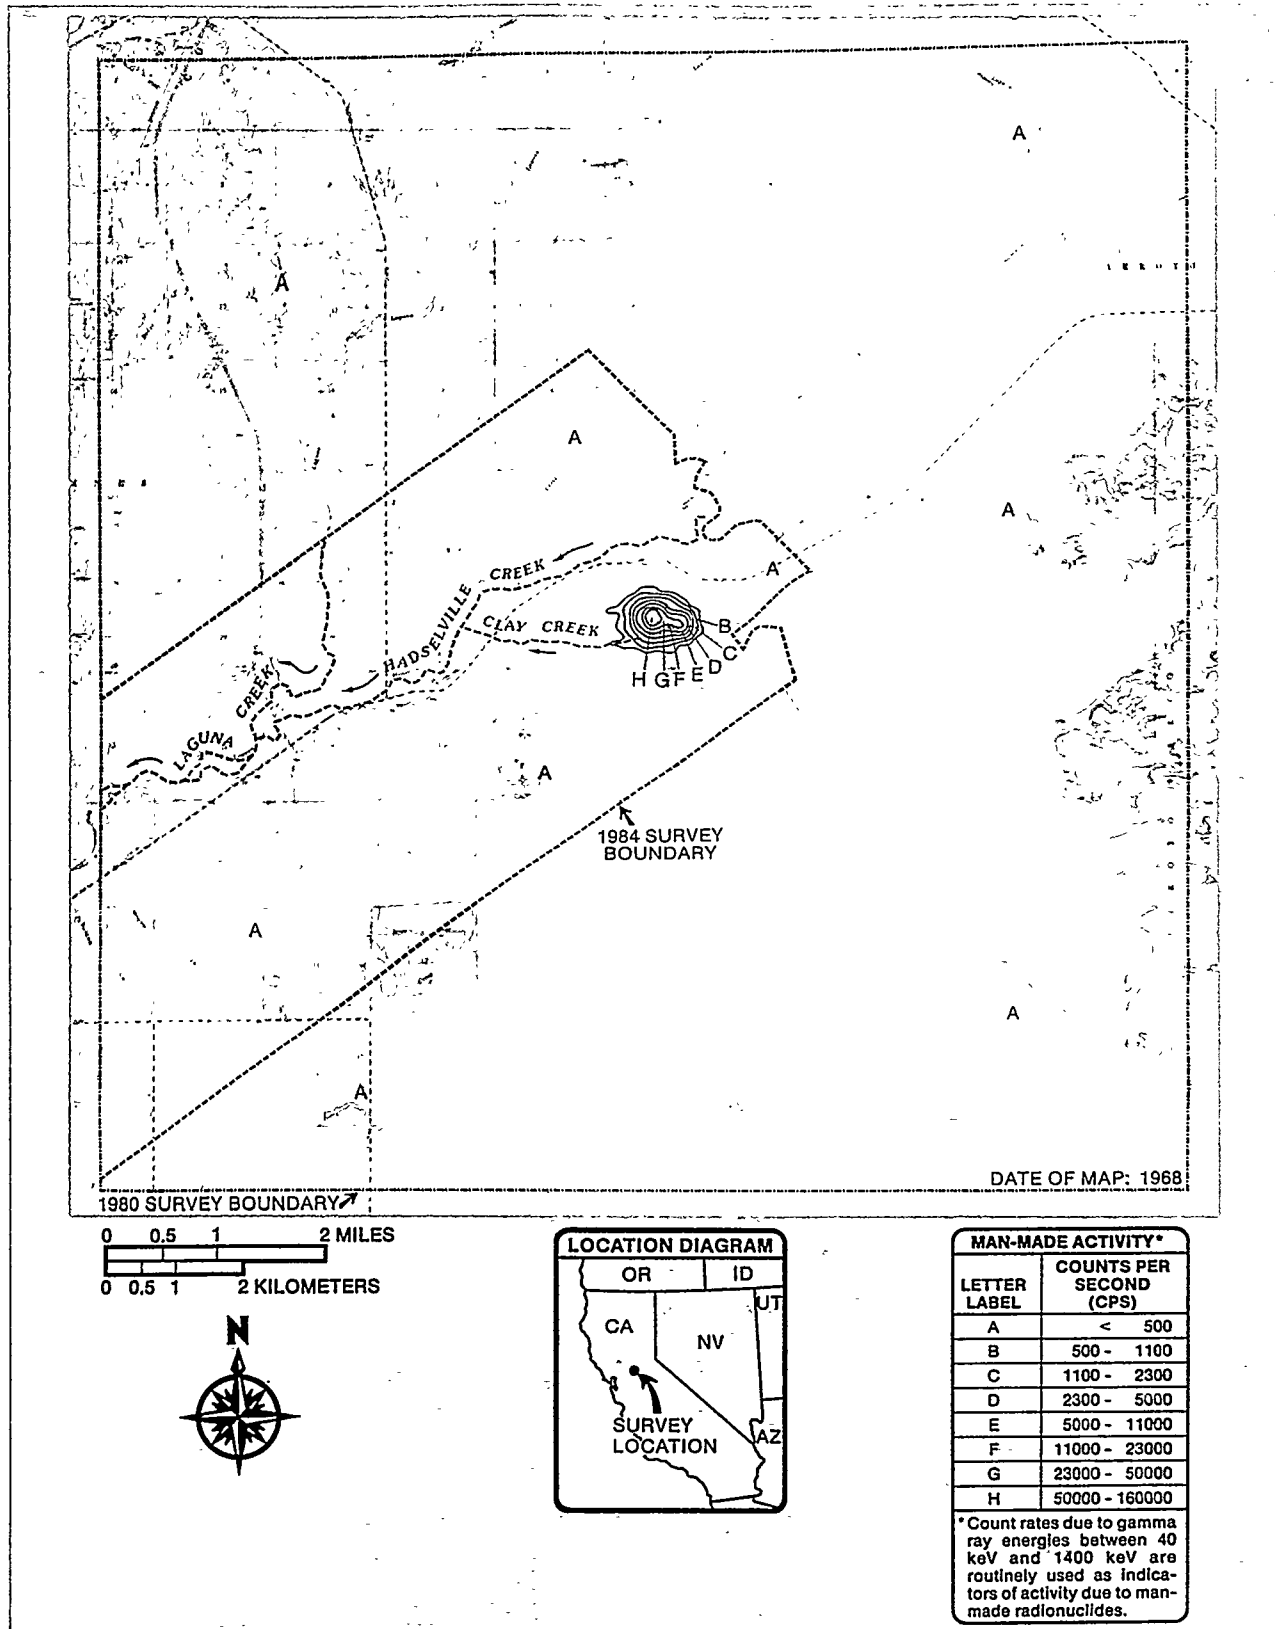 A
A
A
A
A
HADSELVILLE CREEK
CLAY CREEK
B
C
D
E
F
G
H
LAGUNA CREEK
A
A
1984 SURVEY
BOUNDARY
A
A
A
DATE OF MAP: 1968
1980 SURVEY BOUNDARY
0 0.5 1 2 MILES
0 0.5 1 2 KILOMETERS
N
LOCATION DIAGRAM
OR ID
UT
CA
NV
SURVEY
LOCATION
AZ
MAN-MADE ACTIVITY*
LETTER LABEL COUNTS PER SECOND (CPS)
A < 500
B 500 - 1100
C 1100 - 2300
D 2300 - 5000
E 5000 - 11000
F 11000 - 23000
G 23000 - 50000
H 50000 - 160000
*Count rates due to gamma
ray energies between 40
keV and 1400 keV are
routinely used as indica-
tors of activity due to man-
made radionuclides.